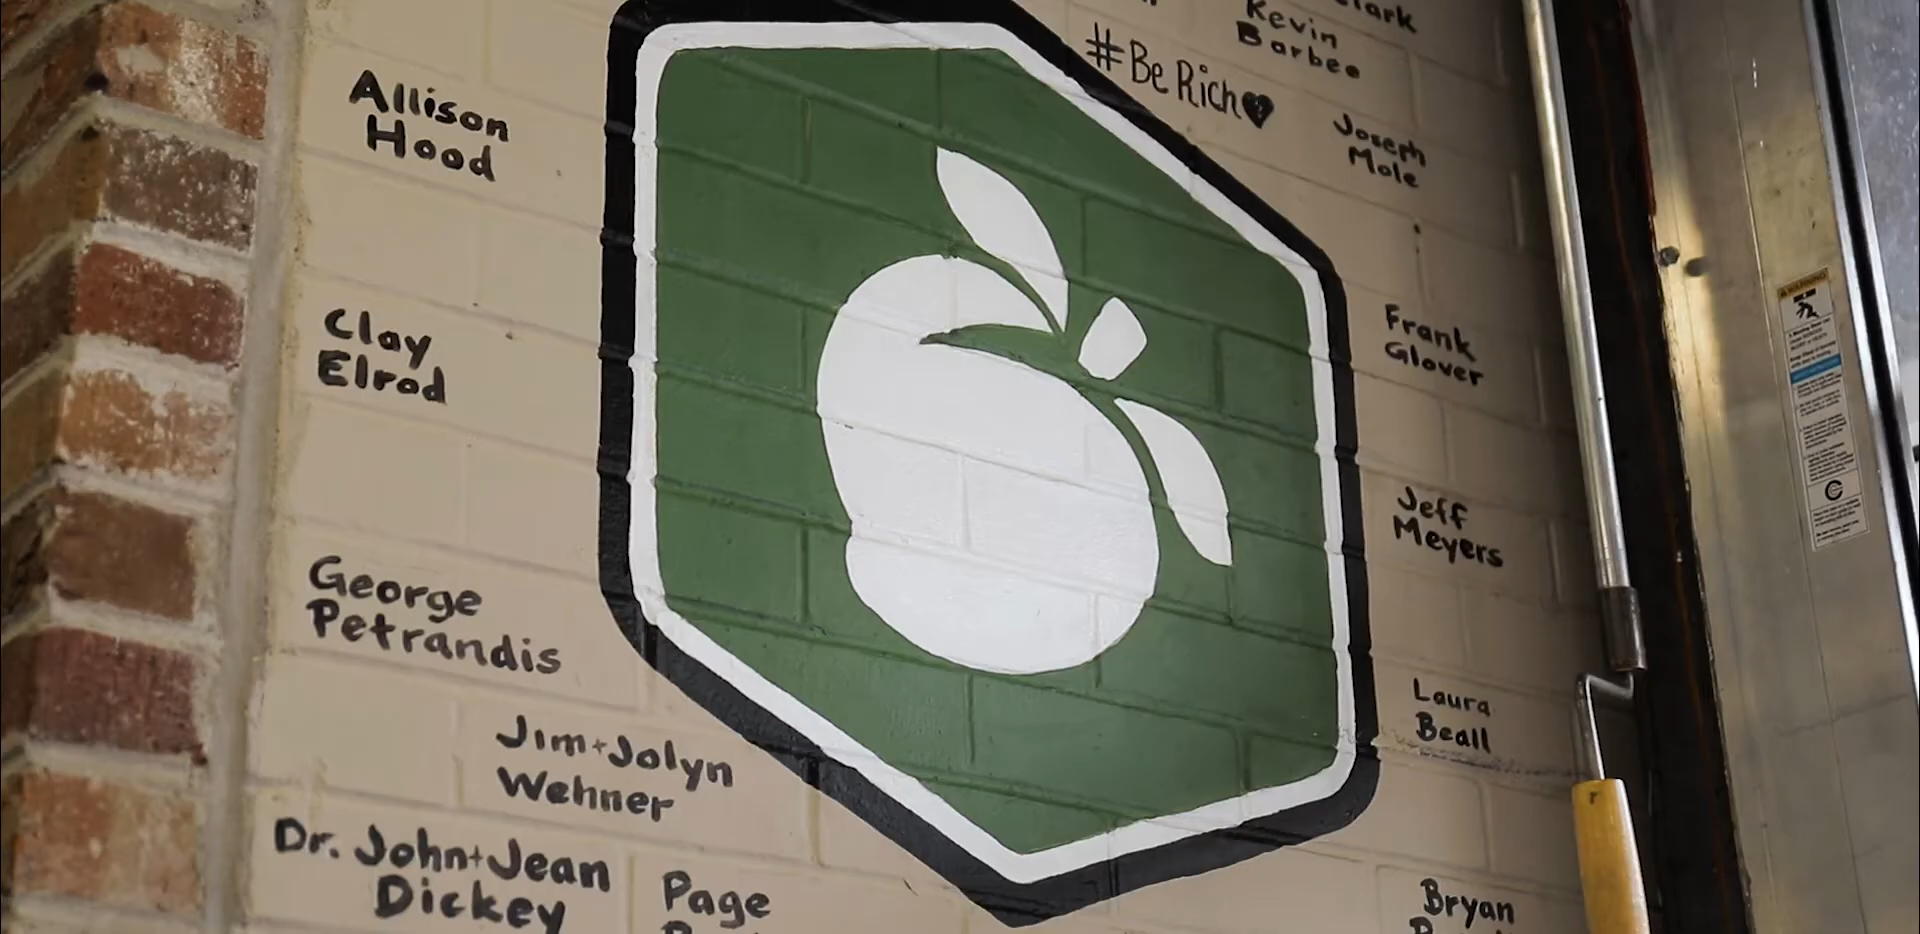 Kevin
Barbee
#Be Rich
Allison
Hood
Joseph
Mole
Clay
Elrod
Frank
Glover
Jeff
Meyers
George
Petrandis
Laura
Beall
Jim+Jolyn
Wehner
Dr. John+Jean
Dickey
Page
Bryan
WARNING